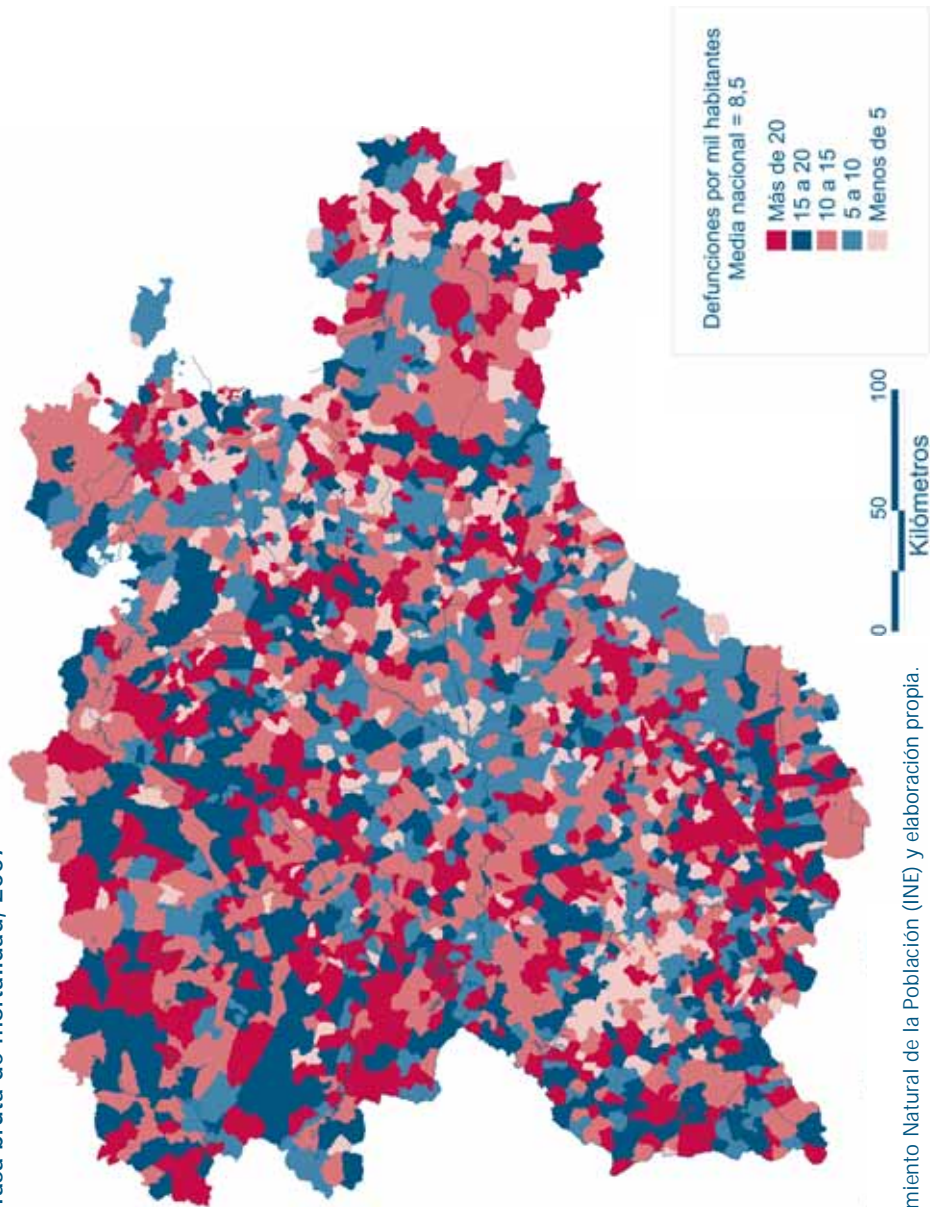 Tasa bruta de mortalidad, 2007
Defunciones por mil habitantes
Media nacional = 8,5
Más de 20
15 a 20
10 a 15
5 a 10
Menos de 5
0 50 100
Kilómetros
miento Natural de la Población (INE) y elaboración propia.